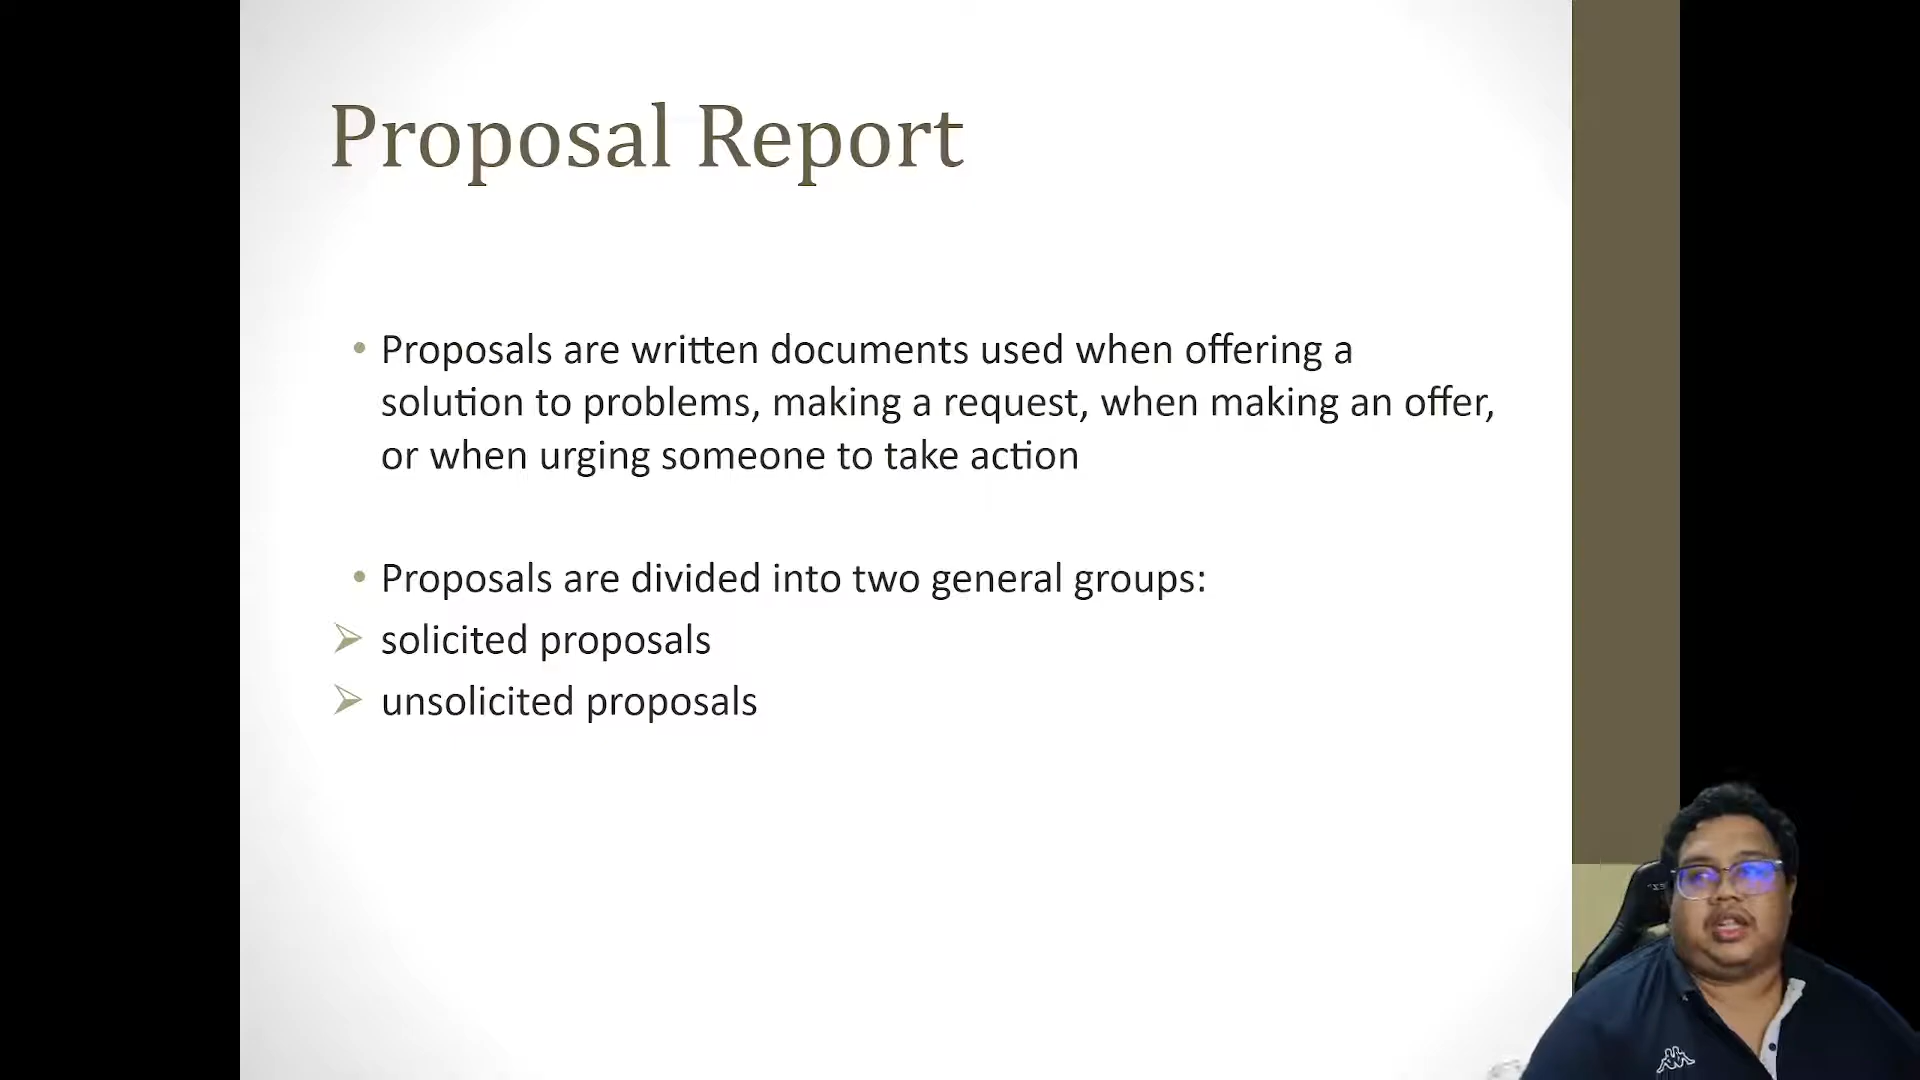 Proposal Report
• Proposals are written documents used when offering a
solution to problems, making a request, when making an offer,
or when urging someone to take action
• Proposals are divided into two general groups:
➢ solicited proposals
➢ unsolicited proposals